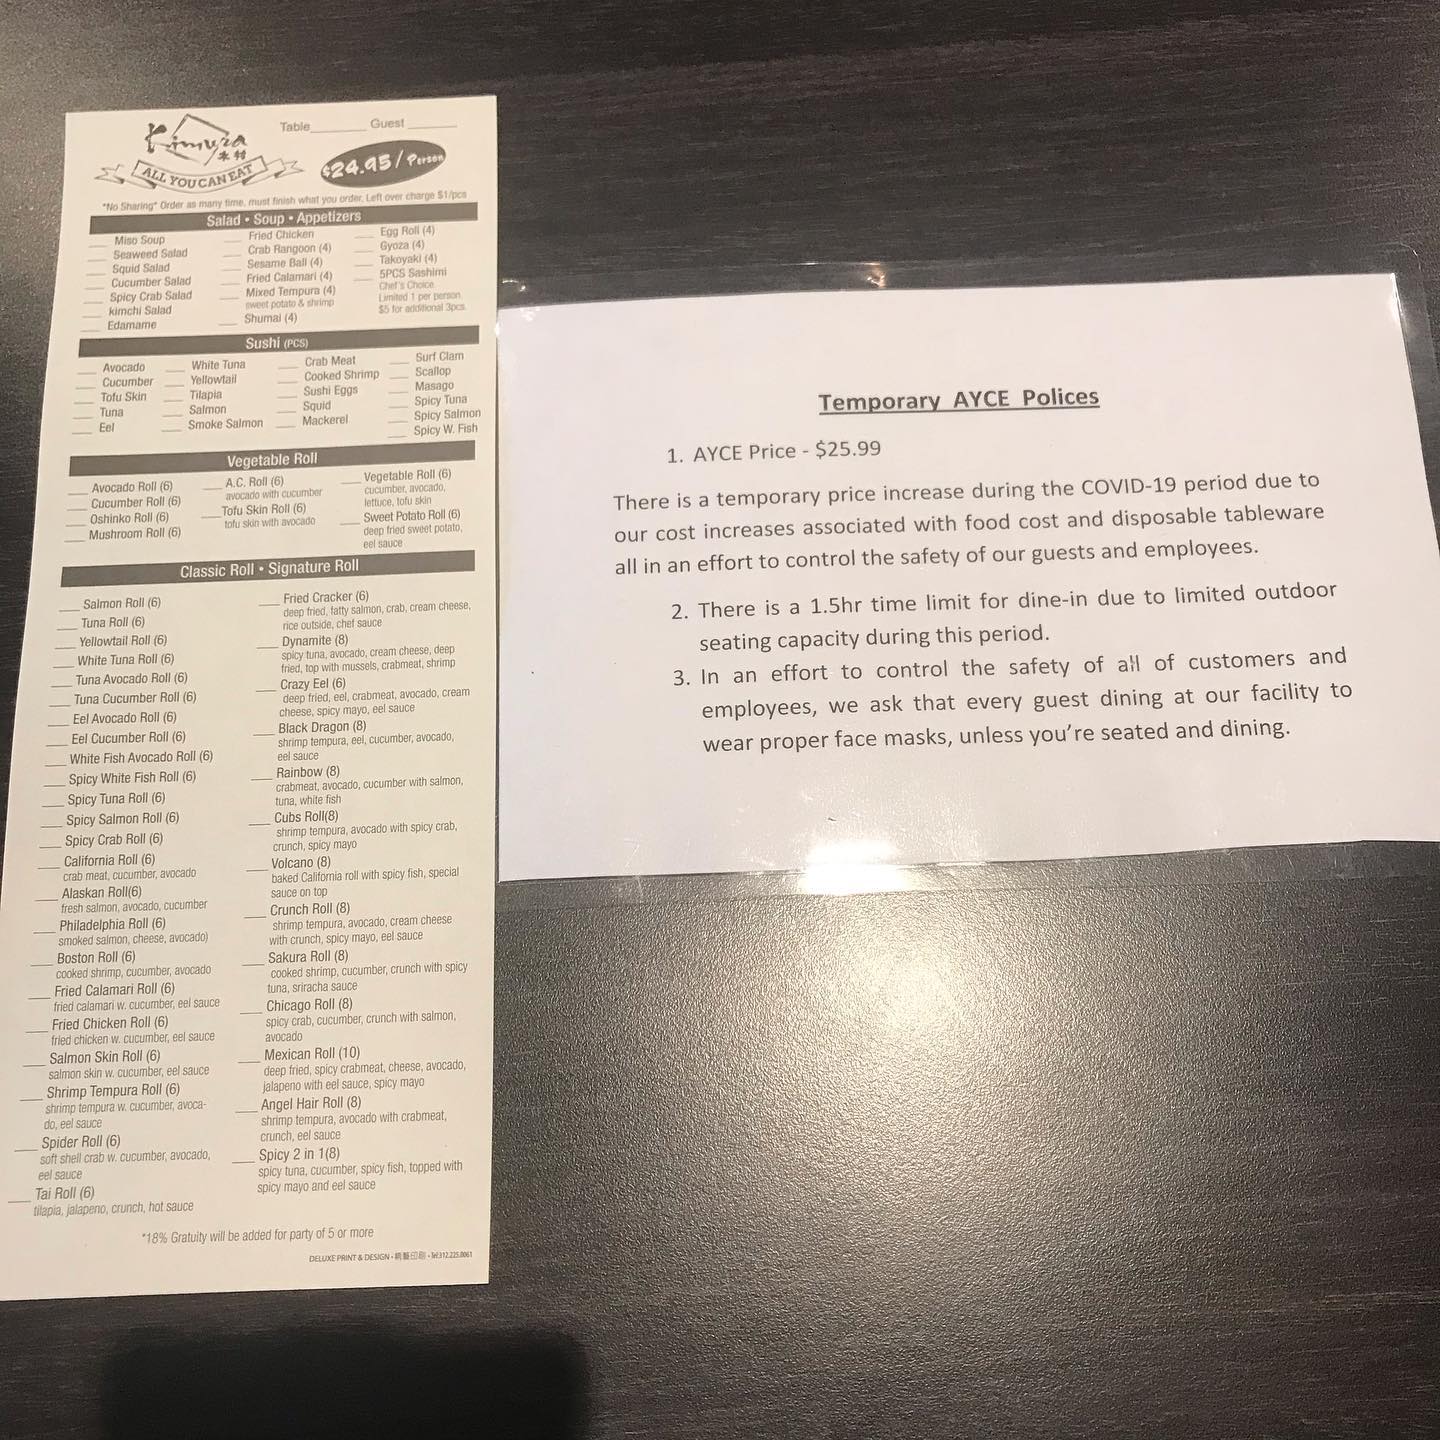 Kimura
木村
ALL YOU CAN EAT
Table________ Guest ________
$24.95/Person
*No Sharing* Order as many time, must finish what you order. Left over charge $1/pcs
Salad • Soup • Appetizers
Miso Soup
Seaweed Salad
Squid Salad
Cucumber Salad
Spicy Crab Salad
kimchi Salad
Edamame
Fried Chicken
Crab Rangoon (4)
Sesame Ball (4)
Fried Calamari (4)
Mixed Tempura (4)
sweet potato & shrimp
Shumai (4)
Egg Roll (4)
Gyoza (4)
Takoyaki (4)
5PCS Sashimi
Chef's Choice.
Limited 1 per person.
$5 for additional 3pcs.
Sushi (PCS)
Avocado
Cucumber
Tofu Skin
Tuna
Eel
White Tuna
Yellowtail
Tilapia
Salmon
Smoke Salmon
Crab Meat
Cooked Shrimp
Sushi Eggs
Squid
Mackerel
Surf Clam
Scallop
Masago
Spicy Tuna
Spicy Salmon
Spicy W. Fish
Vegetable Roll
Avocado Roll (6)
Cucumber Roll (6)
Oshinko Roll (6)
Mushroom Roll (6)
A.C. Roll (6)
avocado with cucumber
Tofu Skin Roll (6)
tofu skin with avocado
Vegetable Roll (6)
cucumber, avocado,
lettuce, tofu skin
Sweet Potato Roll (6)
deep fried sweet potato,
eel sauce
Classic Roll • Signature Roll
Salmon Roll (6)
Tuna Roll (6)
Yellowtail Roll (6)
White Tuna Roll (6)
Tuna Avocado Roll (6)
Tuna Cucumber Roll (6)
Eel Avocado Roll (6)
Eel Cucumber Roll (6)
White Fish Avocado Roll (6)
Spicy White Fish Roll (6)
Spicy Tuna Roll (6)
Spicy Salmon Roll (6)
Spicy Crab Roll (6)
California Roll (6)
crab meat, cucumber, avocado
Alaskan Roll(6)
fresh salmon, avocado, cucumber
Philadelphia Roll (6)
smoked salmon, cheese, avocado)
Boston Roll (6)
cooked shrimp, cucumber, avocado
Fried Calamari Roll (6)
fried calamari w. cucumber, eel sauce
Fried Chicken Roll (6)
fried chicken w. cucumber, eel sauce
Salmon Skin Roll (6)
salmon skin w. cucumber, eel sauce
Shrimp Tempura Roll (6)
shrimp tempura w. cucumber, avoca-
do, eel sauce
Spider Roll (6)
soft shell crab w. cucumber, avocado,
eel sauce
Tai Roll (6)
tilapia, jalapeno, crunch, hot sauce
Fried Cracker (6)
deep fried, fatty salmon, crab, cream cheese,
rice outside, chef sauce
Dynamite (8)
spicy tuna, avocado, cream cheese, deep
fried, top with mussels, crabmeat, shrimp
Crazy Eel (6)
deep fried, eel, crabmeat, avocado, cream
cheese, spicy mayo, eel sauce
Black Dragon (8)
shrimp tempura, eel, cucumber, avocado,
eel sauce
Rainbow (8)
crabmeat, avocado, cucumber with salmon,
tuna, white fish
Cubs Roll(8)
shrimp tempura, avocado with spicy crab,
crunch, spicy mayo
Volcano (8)
baked California roll with spicy fish, special
sauce on top
Crunch Roll (8)
shrimp tempura, avocado, cream cheese
with crunch, spicy mayo, eel sauce
Sakura Roll (8)
cooked shrimp, cucumber, crunch with spicy
tuna, sriracha sauce
Chicago Roll (8)
spicy crab, cucumber, crunch with salmon,
avocado
Mexican Roll (10)
deep fried, spicy crabmeat, cheese, avocado,
jalapeno with eel sauce, spicy mayo
Angel Hair Roll (8)
shrimp tempura, avocado with crabmeat,
crunch, eel sauce
Spicy 2 in 1(8)
spicy tuna, cucumber, spicy fish, topped with
spicy mayo and eel sauce
*18% Gratuity will be added for party of 5 or more
DELUXE PRINT & DESIGN • 精藝印刷 • Tel:312.225.0061
Temporary AYCE Polices
1. AYCE Price - $25.99
There is a temporary price increase during the COVID-19 period due to
our cost increases associated with food cost and disposable tableware
all in an effort to control the safety of our guests and employees.
2. There is a 1.5hr time limit for dine-in due to limited outdoor
seating capacity during this period.
3. In an effort to control the safety of all of customers and
employees, we ask that every guest dining at our facility to
wear proper face masks, unless you're seated and dining.